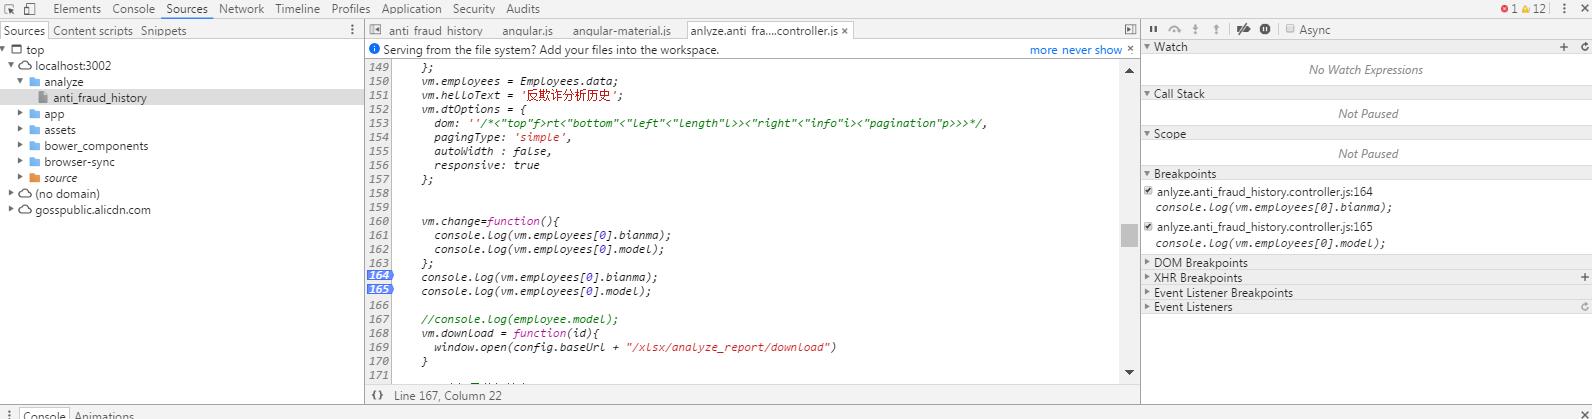 Elements Console Sources Network Timeline Profiles Application Security Audits 1 12
Sources Content scripts Snippets
anti_fraud_history angular.js angular-material.js anlyze.anti_fra....controller.js ×
Async
Serving from the file system? Add your files into the workspace. more never show ×
top
localhost:3002
analyze
anti_fraud_history
app
assets
bower_components
browser-sync
source
(no domain)
gosspublic.alicdn.com
149 };
150 vm.employees = Employees.data;
151 vm.helloText = '反欺诈分析历史';
152 vm.dtOptions = {
153 dom: ''/*<"top"f>rt<"bottom"<"left"<"length"l>><"right"<"info"i><"pagination"p>>>*/,
154 pagingType: 'simple',
155 autoWidth : false,
156 responsive: true
157 };
158
159
160 vm.change=function(){
161 console.log(vm.employees[0].bianma);
162 console.log(vm.employees[0].model);
163 };
164 console.log(vm.employees[0].bianma);
165 console.log(vm.employees[0].model);
166
167 //console.log(employee.model);
168 vm.download = function(id){
169 window.open(config.baseUrl + "/xlsx/analyze_report/download")
170 }
171
{} Line 167, Column 22
Watch
No Watch Expressions
Call Stack
Not Paused
Scope
Not Paused
Breakpoints
anlyze.anti_fraud_history.controller.js:164
console.log(vm.employees[0].bianma);
anlyze.anti_fraud_history.controller.js:165
console.log(vm.employees[0].model);
DOM Breakpoints
XHR Breakpoints
Event Listener Breakpoints
Event Listeners
Console Animations